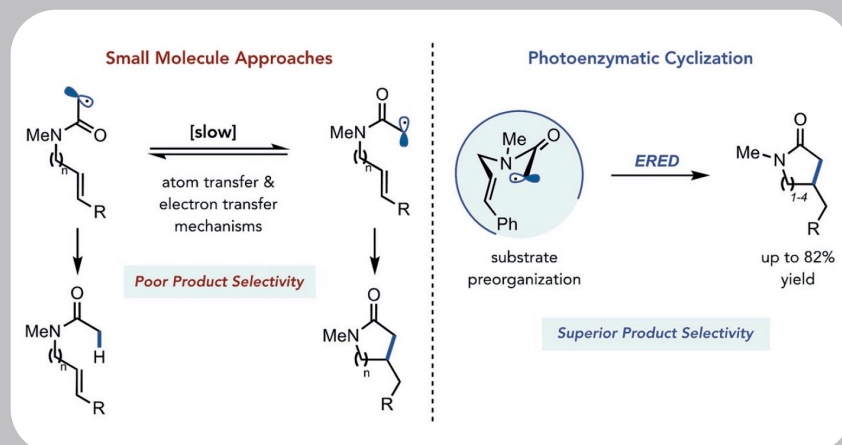 Small Molecule Approaches
O
MeN
( )n
R
[slow]
atom transfer &
electron transfer
mechanisms
O
MeN
( )n
R
Poor Product Selectivity
O
MeN
H
( )n
R
O
MeN
( )n
R
Photoenzymatic Cyclization
Me
O
N
Ph
substrate
preorganization
ERED
O
Me
N
( )1-4
R
up to 82%
yield
Superior Product Selectivity